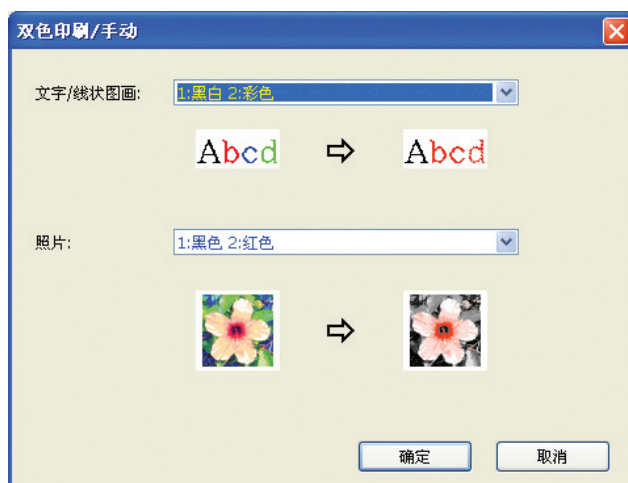 双色印刷/手动
文字/线状图画: 1:黑白 2:彩色
Abcd ⇨ Abcd
照片: 1:黑色 2:红色
确定 取消